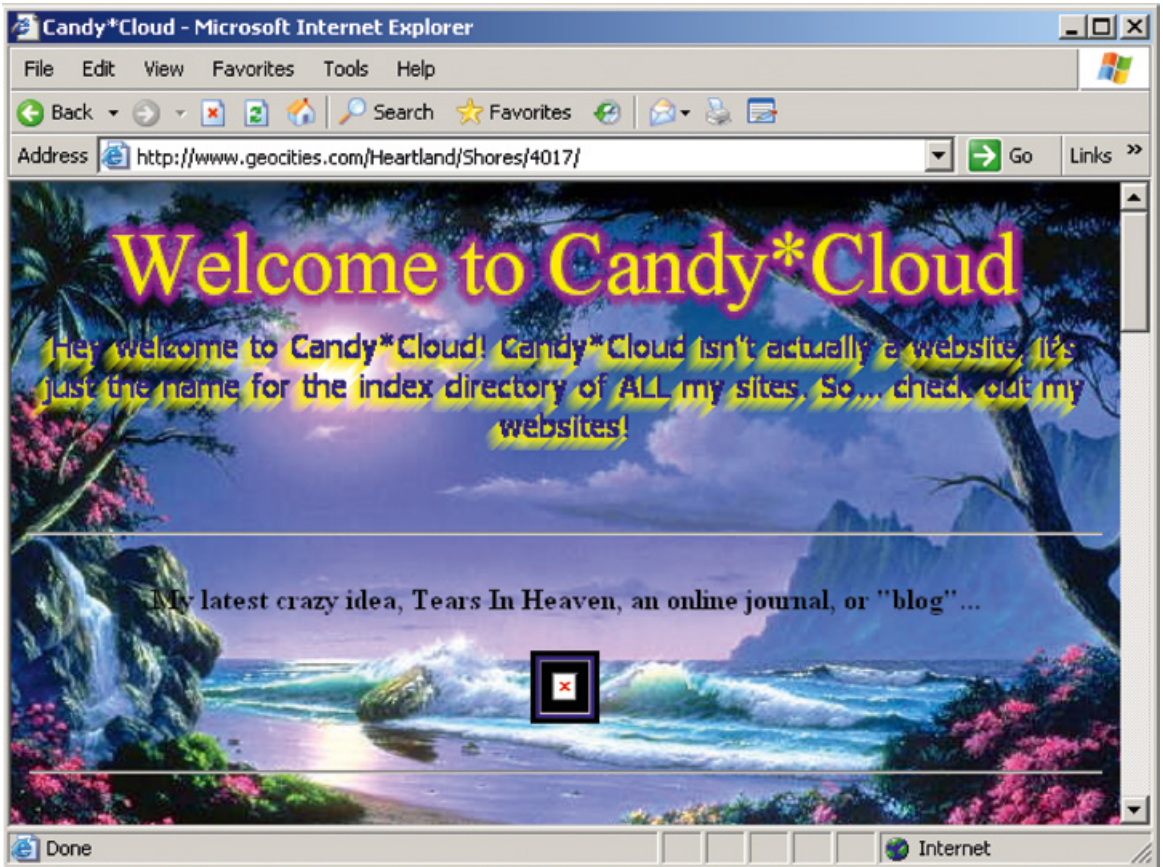 Candy*Cloud - Microsoft Internet Explorer
File Edit View Favorites Tools Help
Back Search Favorites
Address http://www.geocities.com/Heartland/Shores/4017/ Go Links »
Welcome to Candy*Cloud
Hey welcome to Candy*Cloud! Candy*Cloud isn't actually a website, it's
just the name for the index directory of ALL my sites. So... check out my
websites!
My latest crazy idea, Tears In Heaven, an online journal, or "blog"...
Done Internet